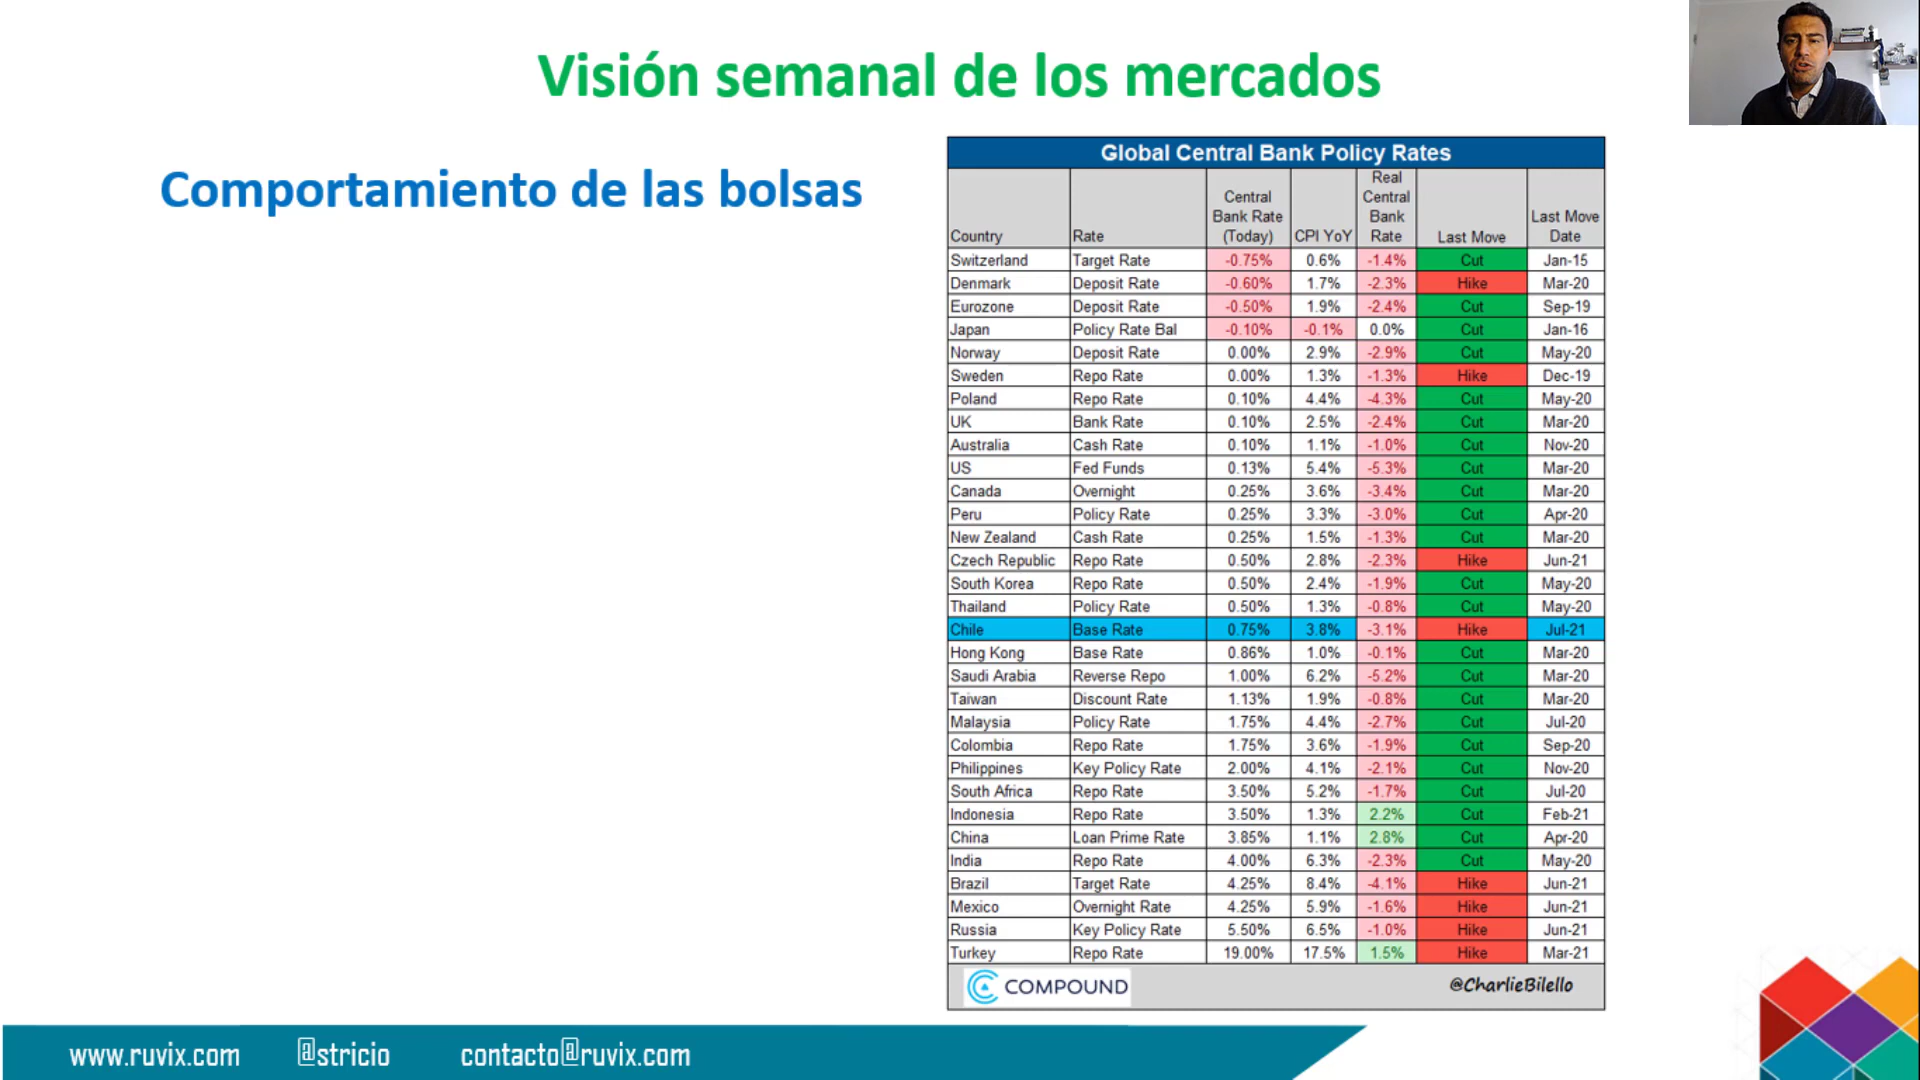 Visión semanal de los mercados
Comportamiento de las bolsas
Global Central Bank Policy Rates
Country Rate Central Bank Rate (Today) CPI YoY Real Central Bank Rate Last Move Last Move Date
Switzerland Target Rate -0.75% 0.6% -1.4% Cut Jan-15
Denmark Deposit Rate -0.60% 1.7% -2.3% Hike Mar-20
Eurozone Deposit Rate -0.50% 1.9% -2.4% Cut Sep-19
Japan Policy Rate Bal -0.10% -0.1% 0.0% Cut Jan-16
Norway Deposit Rate 0.00% 2.9% -2.9% Cut May-20
Sweden Repo Rate 0.00% 1.3% -1.3% Hike Dec-19
Poland Repo Rate 0.10% 4.4% -4.3% Cut May-20
UK Bank Rate 0.10% 2.5% -2.4% Cut Mar-20
Australia Cash Rate 0.10% 1.1% -1.0% Cut Nov-20
US Fed Funds 0.13% 5.4% -5.3% Cut Mar-20
Canada Overnight 0.25% 3.6% -3.4% Cut Mar-20
Peru Policy Rate 0.25% 3.3% -3.0% Cut Apr-20
New Zealand Cash Rate 0.25% 1.5% -1.3% Cut Mar-20
Czech Republic Repo Rate 0.50% 2.8% -2.3% Hike Jun-21
South Korea Repo Rate 0.50% 2.4% -1.9% Cut May-20
Thailand Policy Rate 0.50% 1.3% -0.8% Cut May-20
Chile Base Rate 0.75% 3.8% -3.1% Hike Jul-21
Hong Kong Base Rate 0.86% 1.0% -0.1% Cut Mar-20
Saudi Arabia Reverse Repo 1.00% 6.2% -5.2% Cut Mar-20
Taiwan Discount Rate 1.13% 1.9% -0.8% Cut Mar-20
Malaysia Policy Rate 1.75% 4.4% -2.7% Cut Jul-20
Colombia Repo Rate 1.75% 3.6% -1.9% Cut Sep-20
Philippines Key Policy Rate 2.00% 4.1% -2.1% Cut Nov-20
South Africa Repo Rate 3.50% 5.2% -1.7% Cut Jul-20
Indonesia Repo Rate 3.50% 1.3% 2.2% Cut Feb-21
China Loan Prime Rate 3.85% 1.1% 2.8% Cut Apr-20
India Repo Rate 4.00% 6.3% -2.3% Cut May-20
Brazil Target Rate 4.25% 8.4% -4.1% Hike Jun-21
Mexico Overnight Rate 4.25% 5.9% -1.6% Hike Jun-21
Russia Key Policy Rate 5.50% 6.5% -1.0% Hike Jun-21
Turkey Repo Rate 19.00% 17.5% 1.5% Hike Mar-21
COMPOUND @CharlieBilello
www.ruvix.com @stricio contacto@ruvix.com